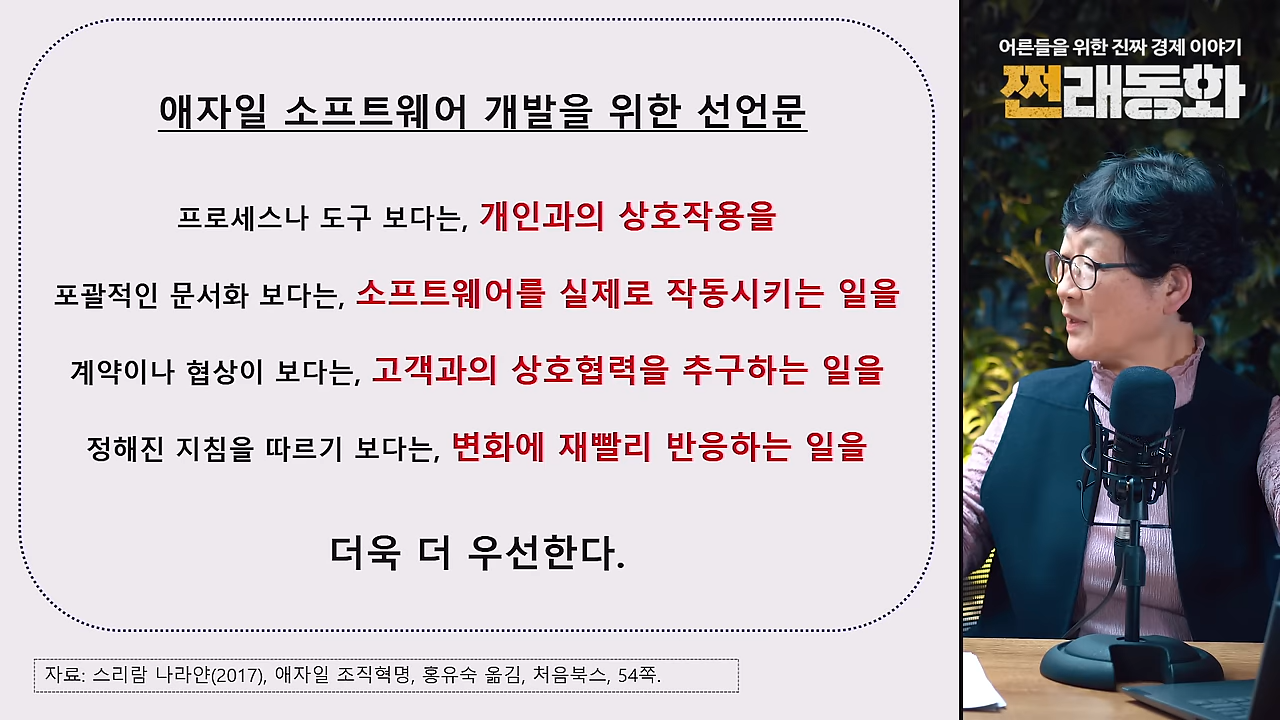 애자일 소프트웨어 개발을 위한 선언문
프로세스나 도구 보다는, 개인과의 상호작용을
포괄적인 문서화 보다는, 소프트웨어를 실제로 작동시키는 일을
계약이나 협상이 보다는, 고객과의 상호협력을 추구하는 일을
정해진 지침을 따르기 보다는, 변화에 재빨리 반응하는 일을
더욱 더 우선한다.
자료: 스리람 나라얀(2017), 애자일 조직혁명, 홍유숙 옮김, 처음북스, 54쪽.
어른들을 위한 진짜 경제 이야기
쩐래동화